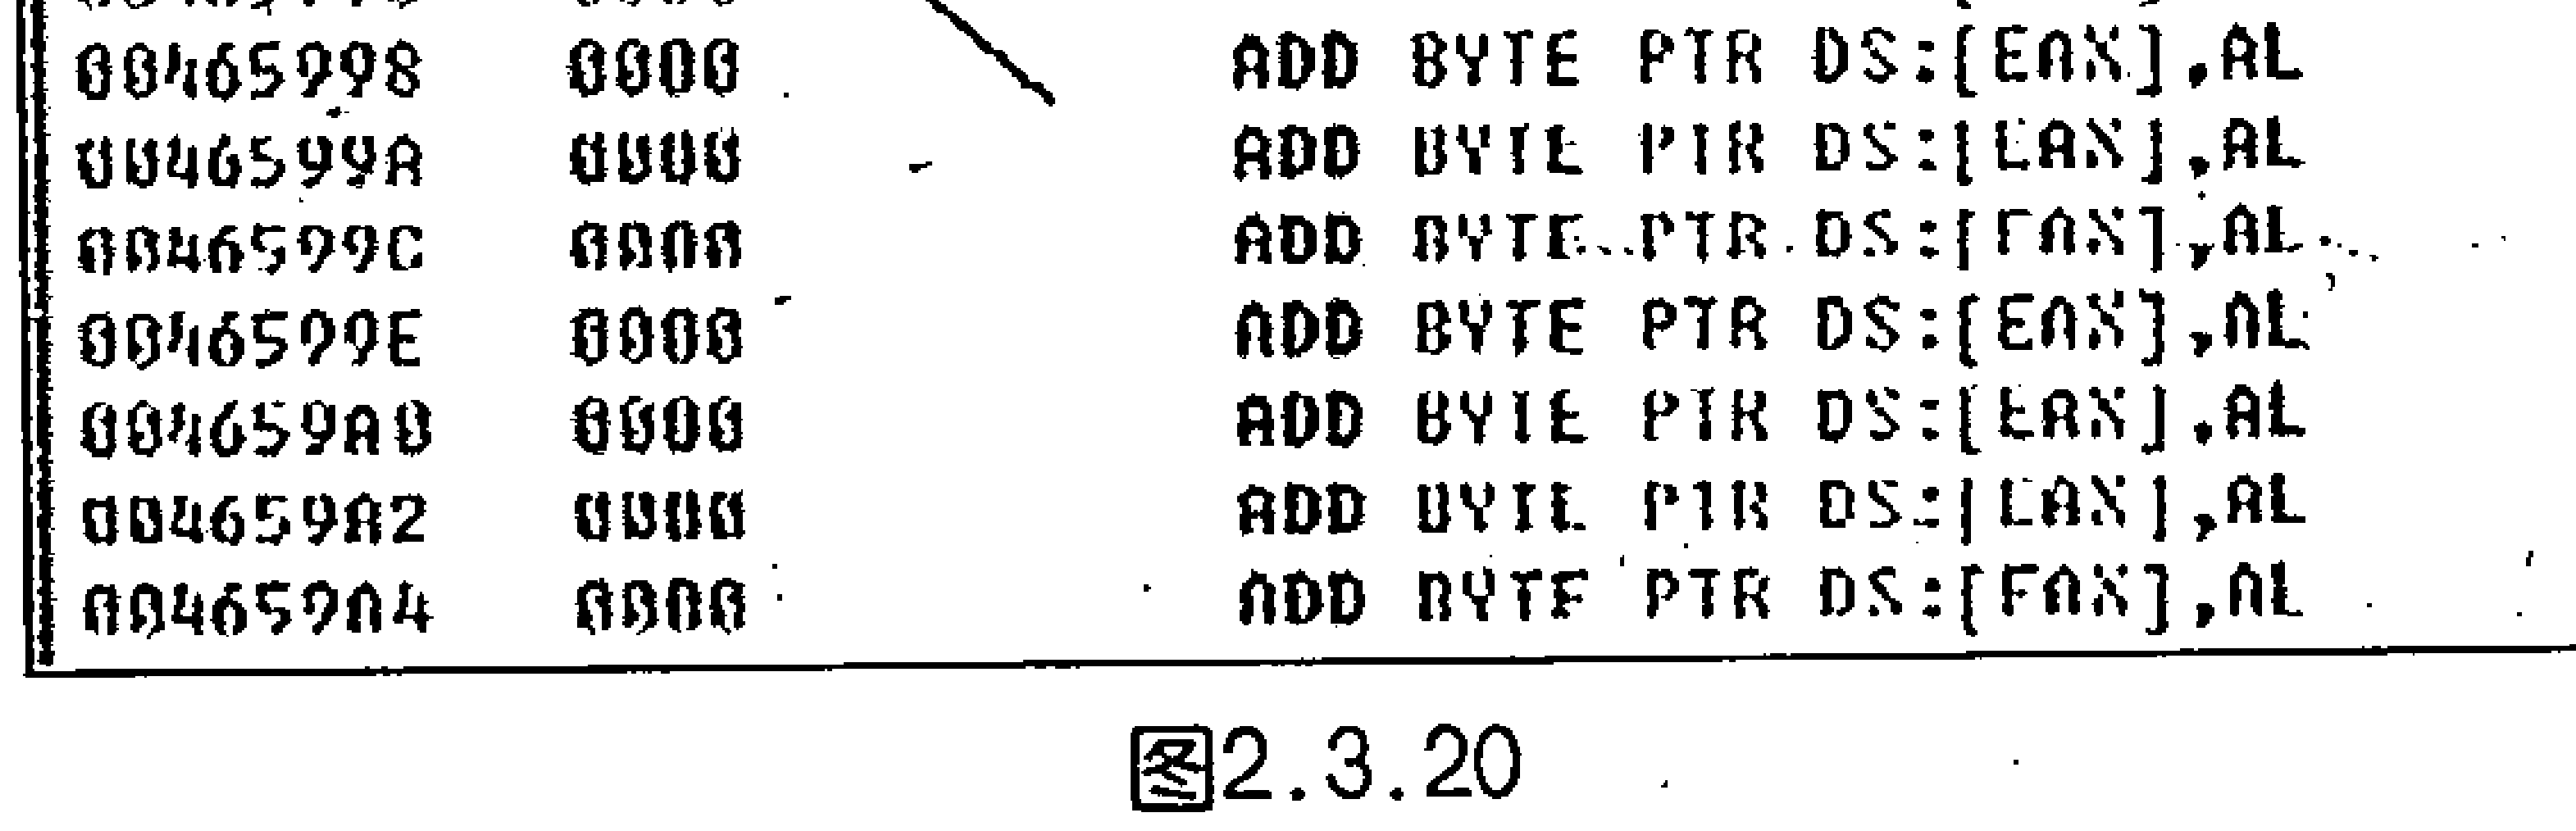 00465998 0000 ADD BYTE PTR DS:[EAX],AL
0046599A 0000 ADD BYTE PTR DS:[EAX],AL
0046599C 0000 ADD BYTE PTR DS:[EAX],AL
0046599E 0000 ADD BYTE PTR DS:[EAX],AL
004659A0 0000 ADD BYTE PTR DS:[EAX],AL
004659A2 0000 ADD BYTE PTR DS:[EAX],AL
004659A4 0000 ADD BYTE PTR DS:[EAX],AL
图2.3.20